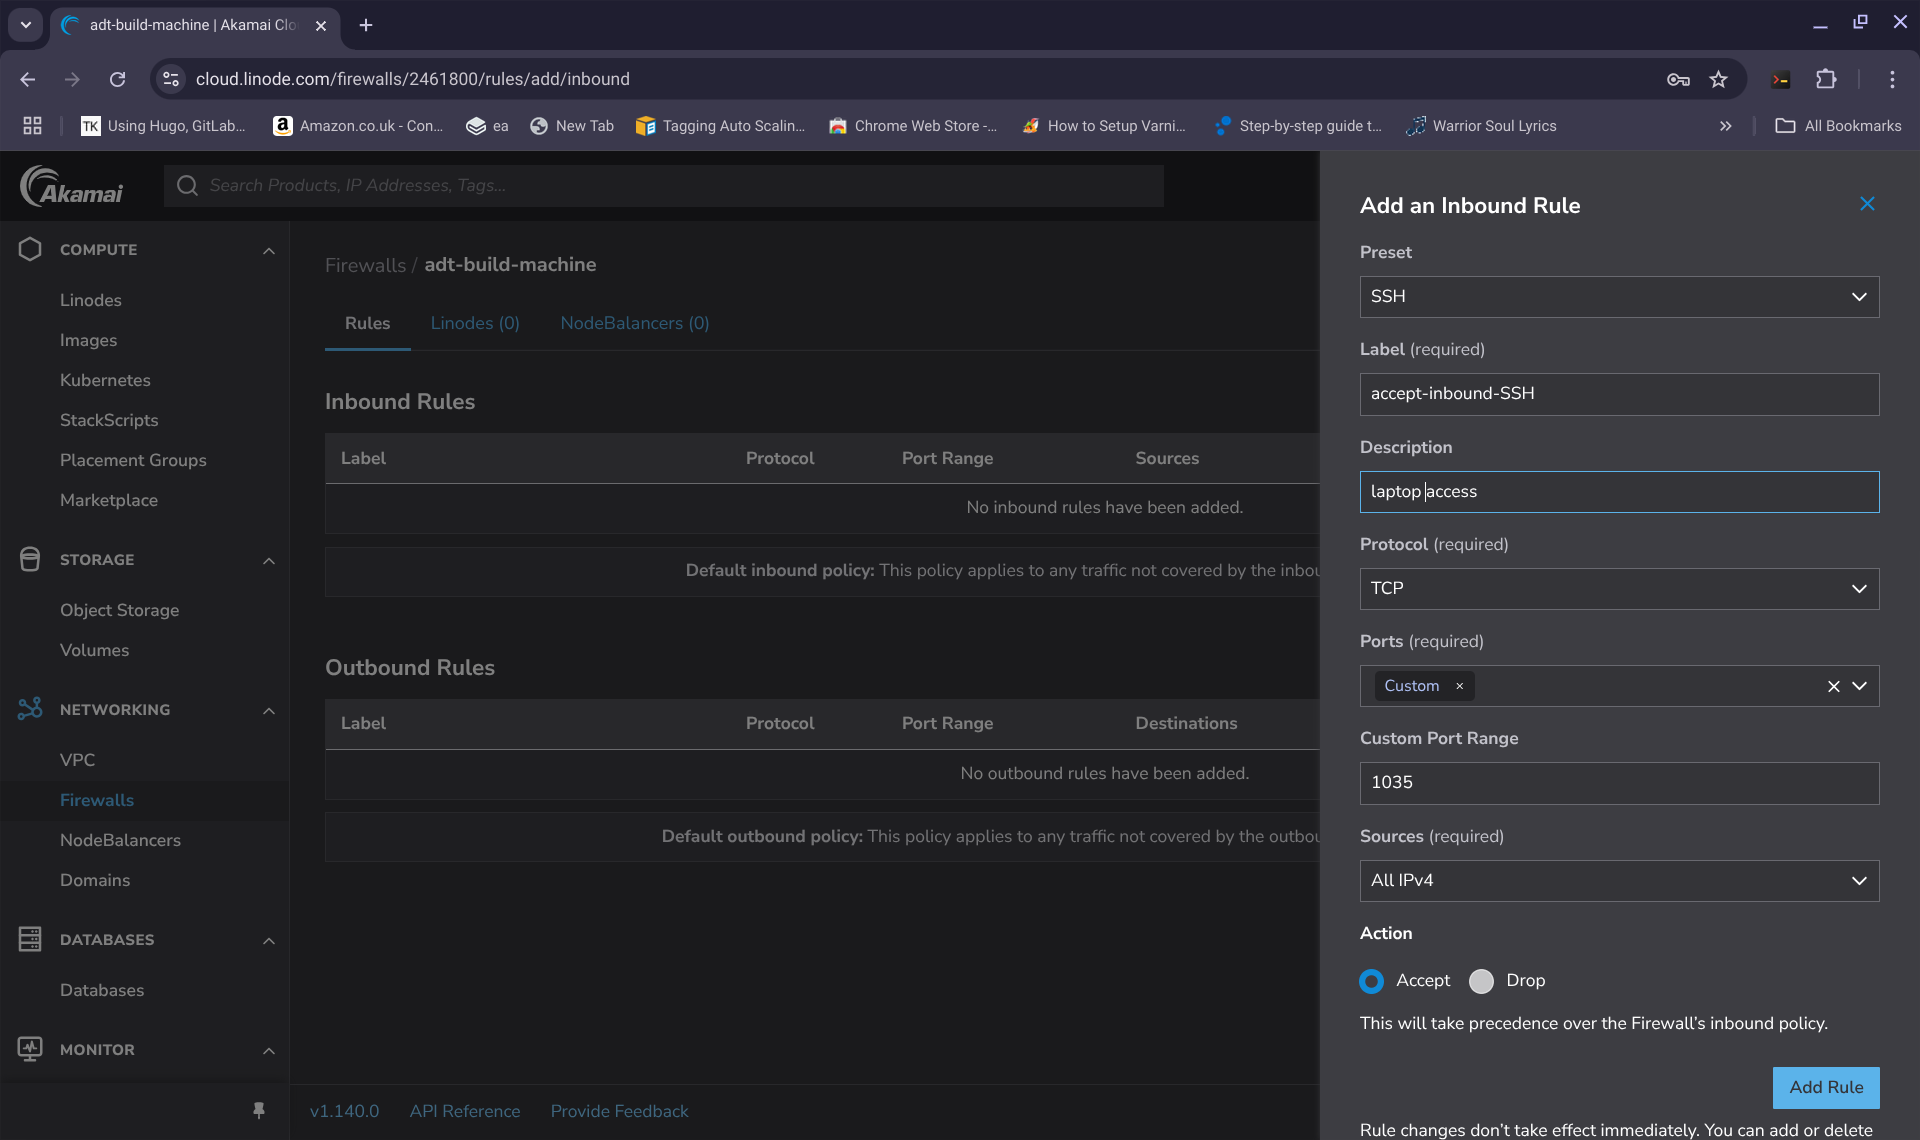 adt-build-machine | Akamai Clo
cloud.linode.com/firewalls/2461800/rules/add/inbound
TK Using Hugo, GitLab... Amazon.co.uk - Con... ea New Tab Tagging Auto Scalin... Chrome Web Store -... How to Setup Varni... Step-by-step guide t... Warrior Soul Lyrics » All Bookmarks
Akamai
Search Products, IP Addresses, Tags...
COMPUTE
Linodes
Images
Kubernetes
StackScripts
Placement Groups
Marketplace
STORAGE
Object Storage
Volumes
NETWORKING
VPC
Firewalls
NodeBalancers
Domains
DATABASES
Databases
MONITOR
Firewalls / adt-build-machine
Rules Linodes (0) NodeBalancers (0)
Inbound Rules
Label Protocol Port Range Sources
No inbound rules have been added.
Default inbound policy: This policy applies to any traffic not covered by the inbou
Outbound Rules
Label Protocol Port Range Destinations
No outbound rules have been added.
Default outbound policy: This policy applies to any traffic not covered by the outbou
v1.140.0 API Reference Provide Feedback
Add an Inbound Rule
Preset
SSH
Label (required)
accept-inbound-SSH
Description
laptop access
Protocol (required)
TCP
Ports (required)
Custom ×
Custom Port Range
1035
Sources (required)
All IPv4
Action
Accept Drop
This will take precedence over the Firewall's inbound policy.
Add Rule
Rule changes don't take effect immediately. You can add or delete